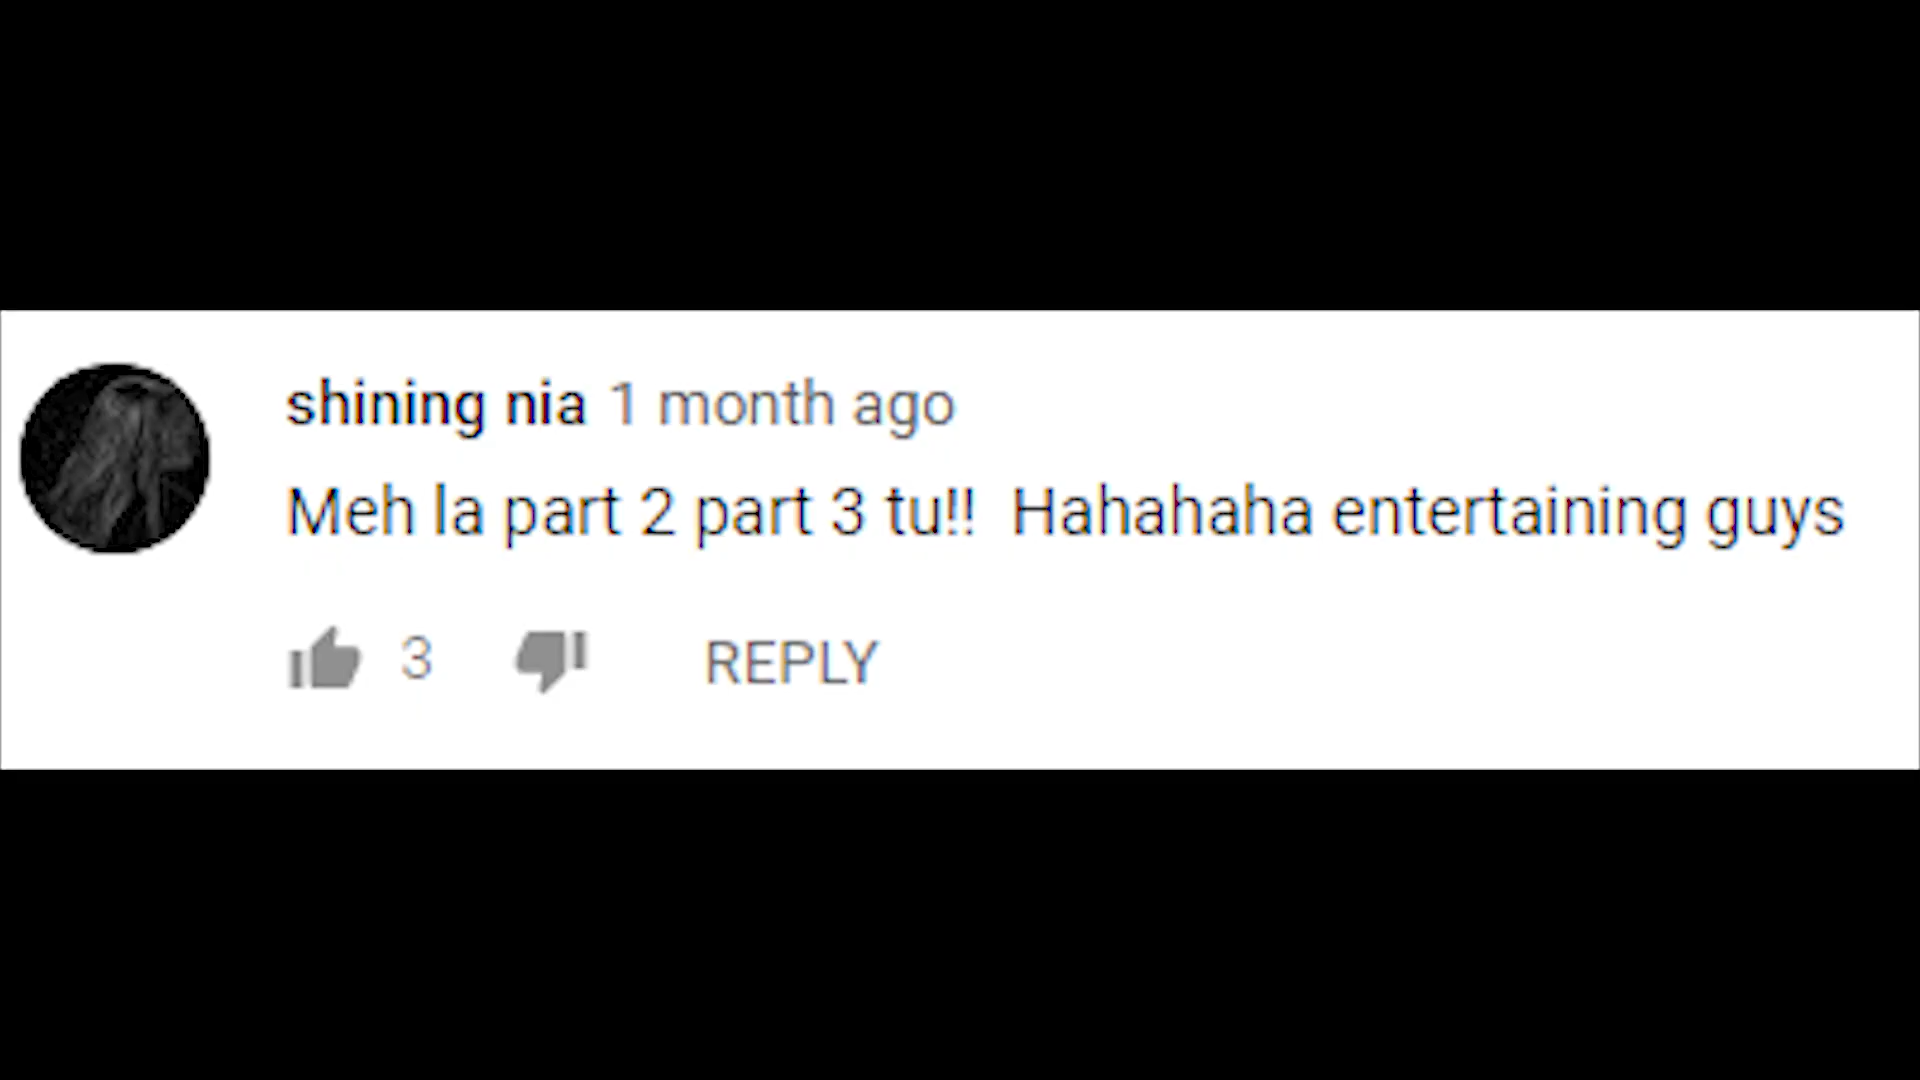 shining nia 1 month ago
Meh la part 2 part 3 tu!!  Hahahaha entertaining guys
3 REPLY